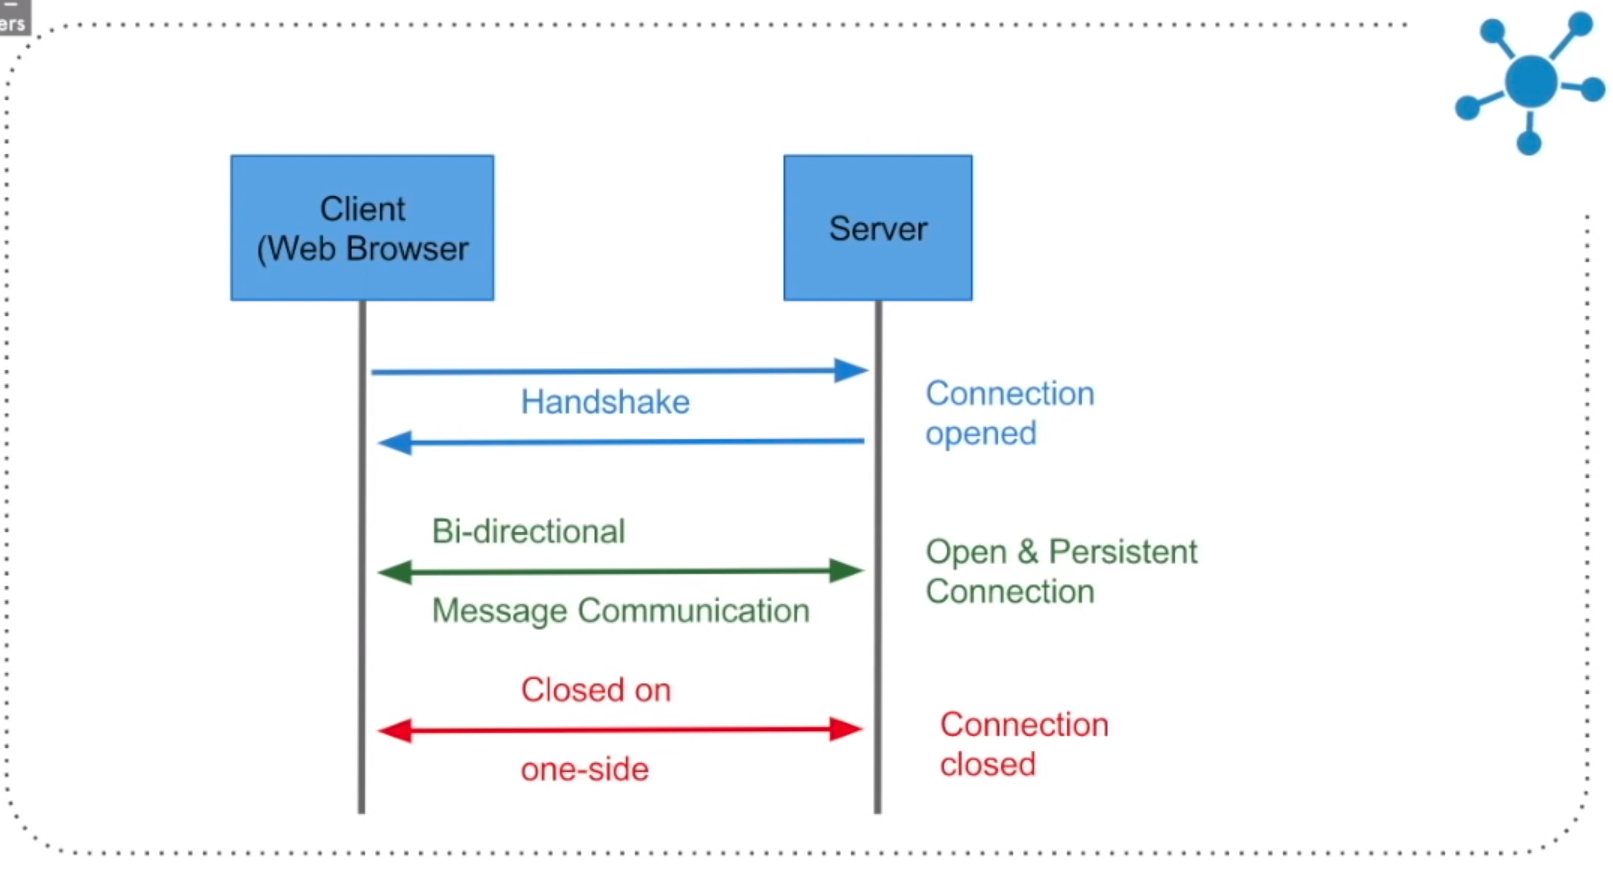 ers
Client
(Web Browser
Server
Handshake
Connection
opened
Bi-directional
Message Communication
Open & Persistent
Connection
Closed on
one-side
Connection
closed